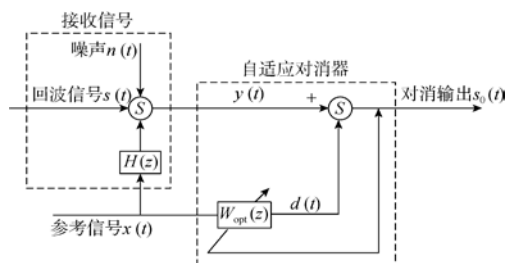 接收信号
噪声n(t)
自适应对消器
回波信号s(t)
S
y(t)
+
S
对消输出s₀(t)
H(z)
参考信号x(t)
Wopt(z)
d(t)